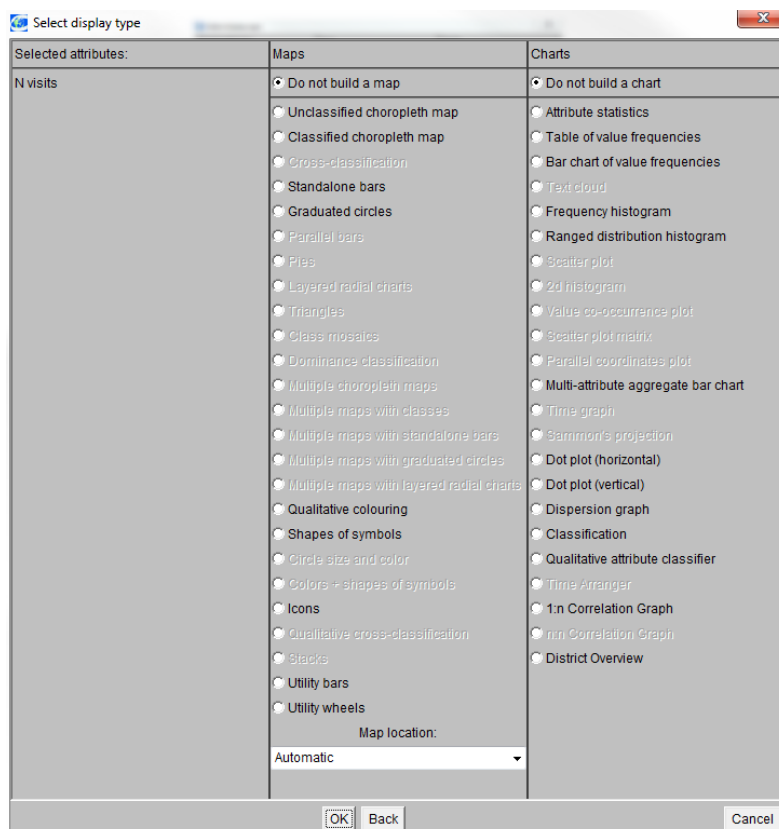 Select display type
Selected attributes:
N visits
Maps
Do not build a map
Unclassified choropleth map
Classified choropleth map
Cross-classification
Standalone bars
Graduated circles
Parallel bars
Pies
Layered radial charts
Triangles
Class mosaics
Dominance classification
Multiple choropleth maps
Multiple maps with classes
Multiple maps with standalone bars
Multiple maps with graduated circles
Multiple maps with layered radial charts
Qualitative colouring
Shapes of symbols
Circle size and color
Colors + shapes of symbols
Icons
Qualitative cross-classification
Stacks
Utility bars
Utility wheels
Map location:
Automatic
Charts
Do not build a chart
Attribute statistics
Table of value frequencies
Bar chart of value frequencies
Text cloud
Frequency histogram
Ranged distribution histogram
Scatter plot
2d histogram
Value co-occurrence plot
Scatter plot matrix
Parallel coordinates plot
Multi-attribute aggregate bar chart
Time graph
Sammon's projection
Dot plot (horizontal)
Dot plot (vertical)
Dispersion graph
Classification
Qualitative attribute classifier
Time Arranger
1:n Correlation Graph
n:n Correlation Graph
District Overview
OK
Back
Cancel